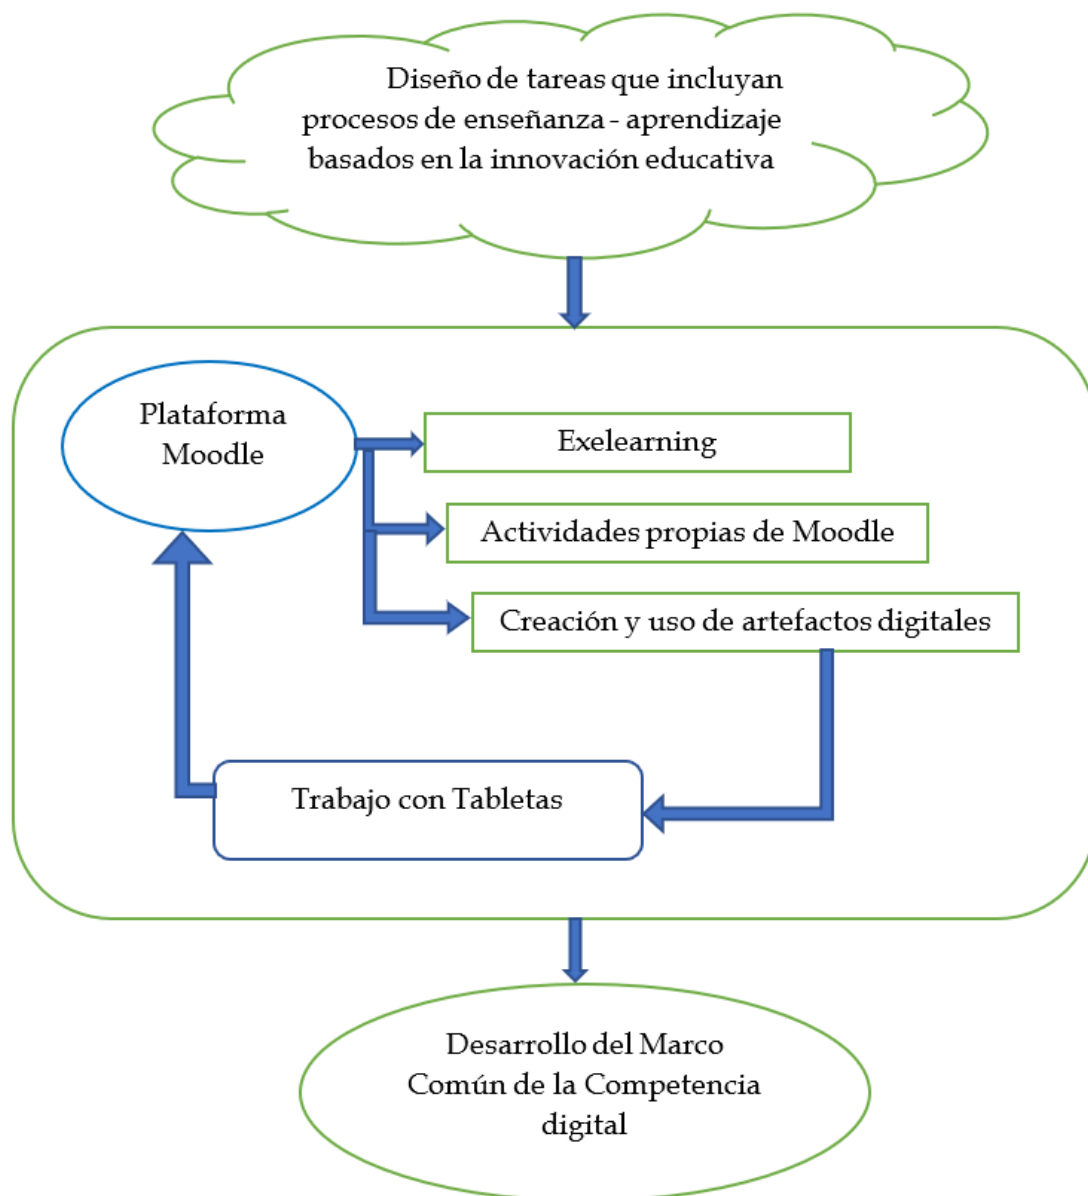 Diseño de tareas que incluyan
procesos de enseñanza - aprendizaje
basados en la innovación educativa
Plataforma
Moodle
Exelearning
Actividades propias de Moodle
Creación y uso de artefactos digitales
Trabajo con Tabletas
Desarrollo del Marco
Común de la Competencia
digital